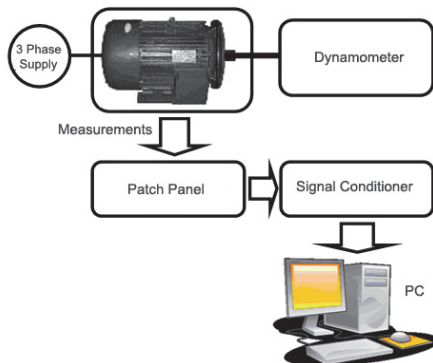 3 Phase
Supply
Dynamometer
Measurements
Patch Panel
Signal Conditioner
PC